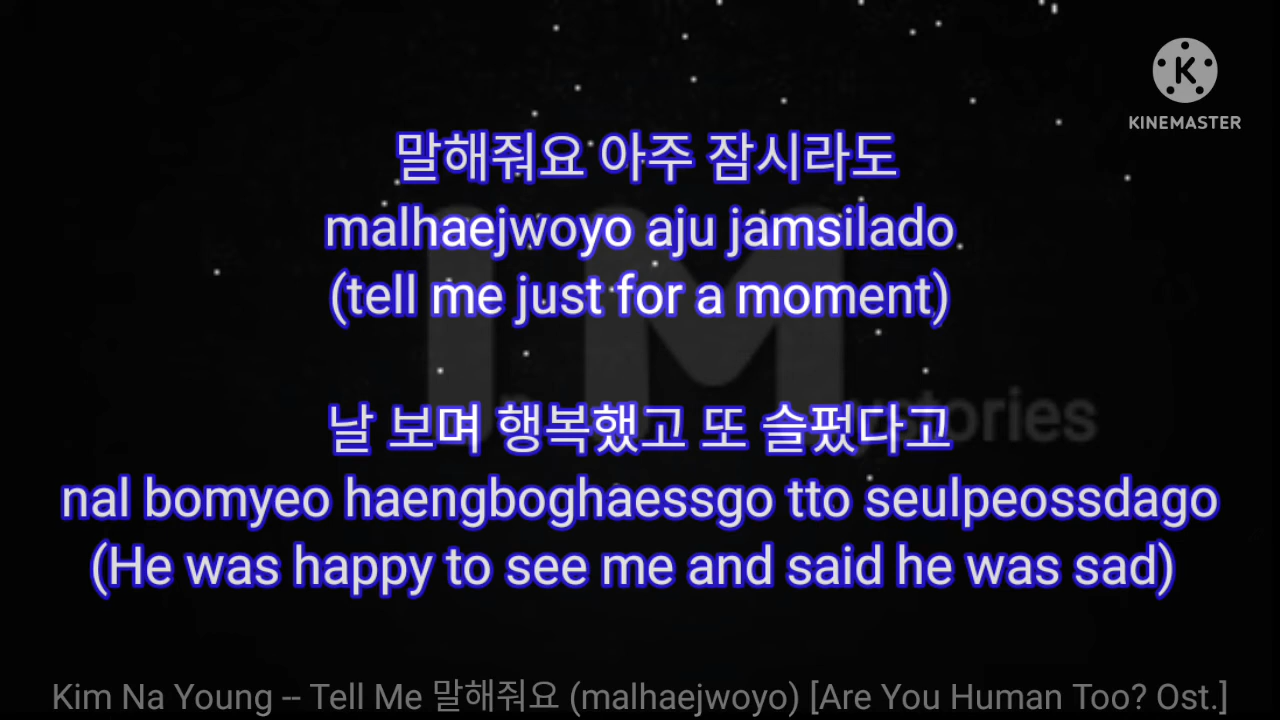 KINEMASTER
말해줘요 아주 잠시라도
malhaejwoyo aju jamsilado
(tell me just for a moment)
날 보며 행복했고 또 슬펐다고
nal bomyeo haengboghaessgo tto seulpeossdago
(He was happy to see me and said he was sad)
Kim Na Young -- Tell Me 말해줘요 (malhaejwoyo) [Are You Human Too? Ost.]